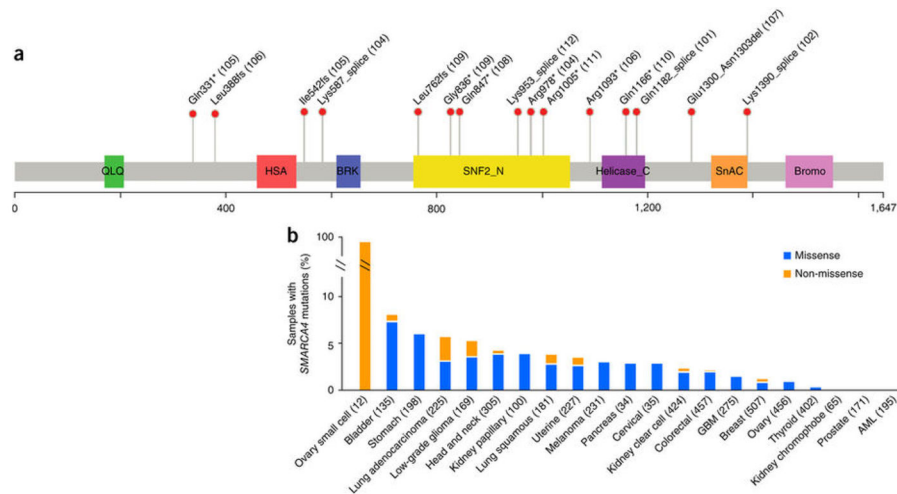 a
Gln331* (105)
Leu388fs (106)
Ile542fs (105)
Lys587_splice (104)
Leu762fs (109)
Gly836* (109)
Gln847* (108)
Lys953_splice (112)
Arg978* (104)
Arg1005* (111)
Arg1093* (106)
Gln1166* (110)
Gln1182_splice (101)
Glu1300_Asn1303del (107)
Lys1390_splice (102)
QLQ HSA BRK SNF2_N Helicase_C SnAC Bromo
0 400 800 1,200 1,647
b
Samples with
SMARCA4 mutations (%)
100
10
5
0
Missense
Non-missense
Ovary small cell (12)
Bladder (135)
Stomach (198)
Lung adenocarcinoma (225)
Low-grade glioma (169)
Head and neck (305)
Kidney papillary (100)
Lung squamous (181)
Uterine (227)
Melanoma (231)
Pancreas (34)
Cervical (35)
Kidney clear cell (424)
Colorectal (457)
GBM (275)
Breast (507)
Ovary (456)
Thyroid (402)
Kidney chromophobe (65)
Prostate (171)
AML (195)